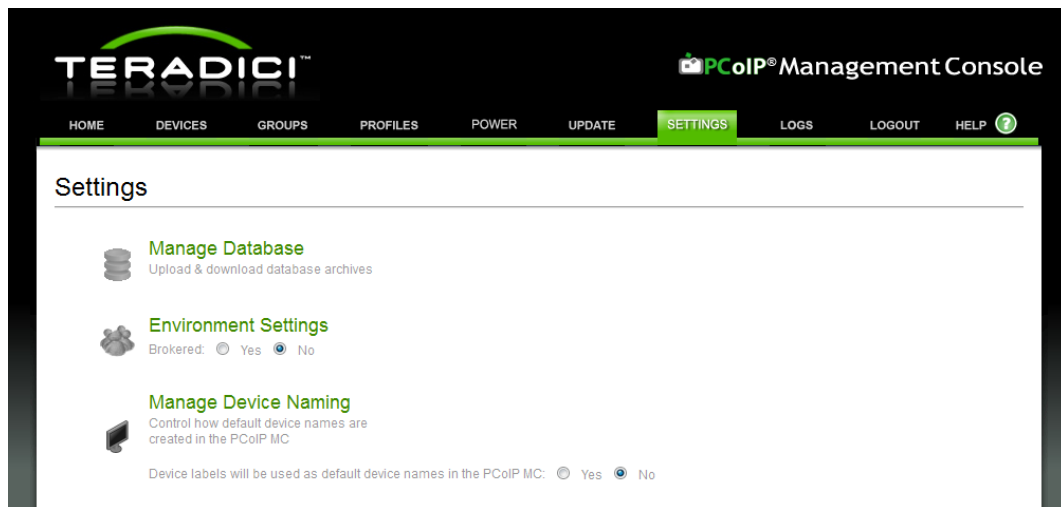 TERADICI™
PCoIP® Management Console
HOME DEVICES GROUPS PROFILES POWER UPDATE SETTINGS LOGS LOGOUT HELP ?
Settings
Manage Database
Upload & download database archives
Environment Settings
Brokered: Yes No
Manage Device Naming
Control how default device names are
created in the PCoIP MC
Device labels will be used as default device names in the PCoIP MC: Yes No